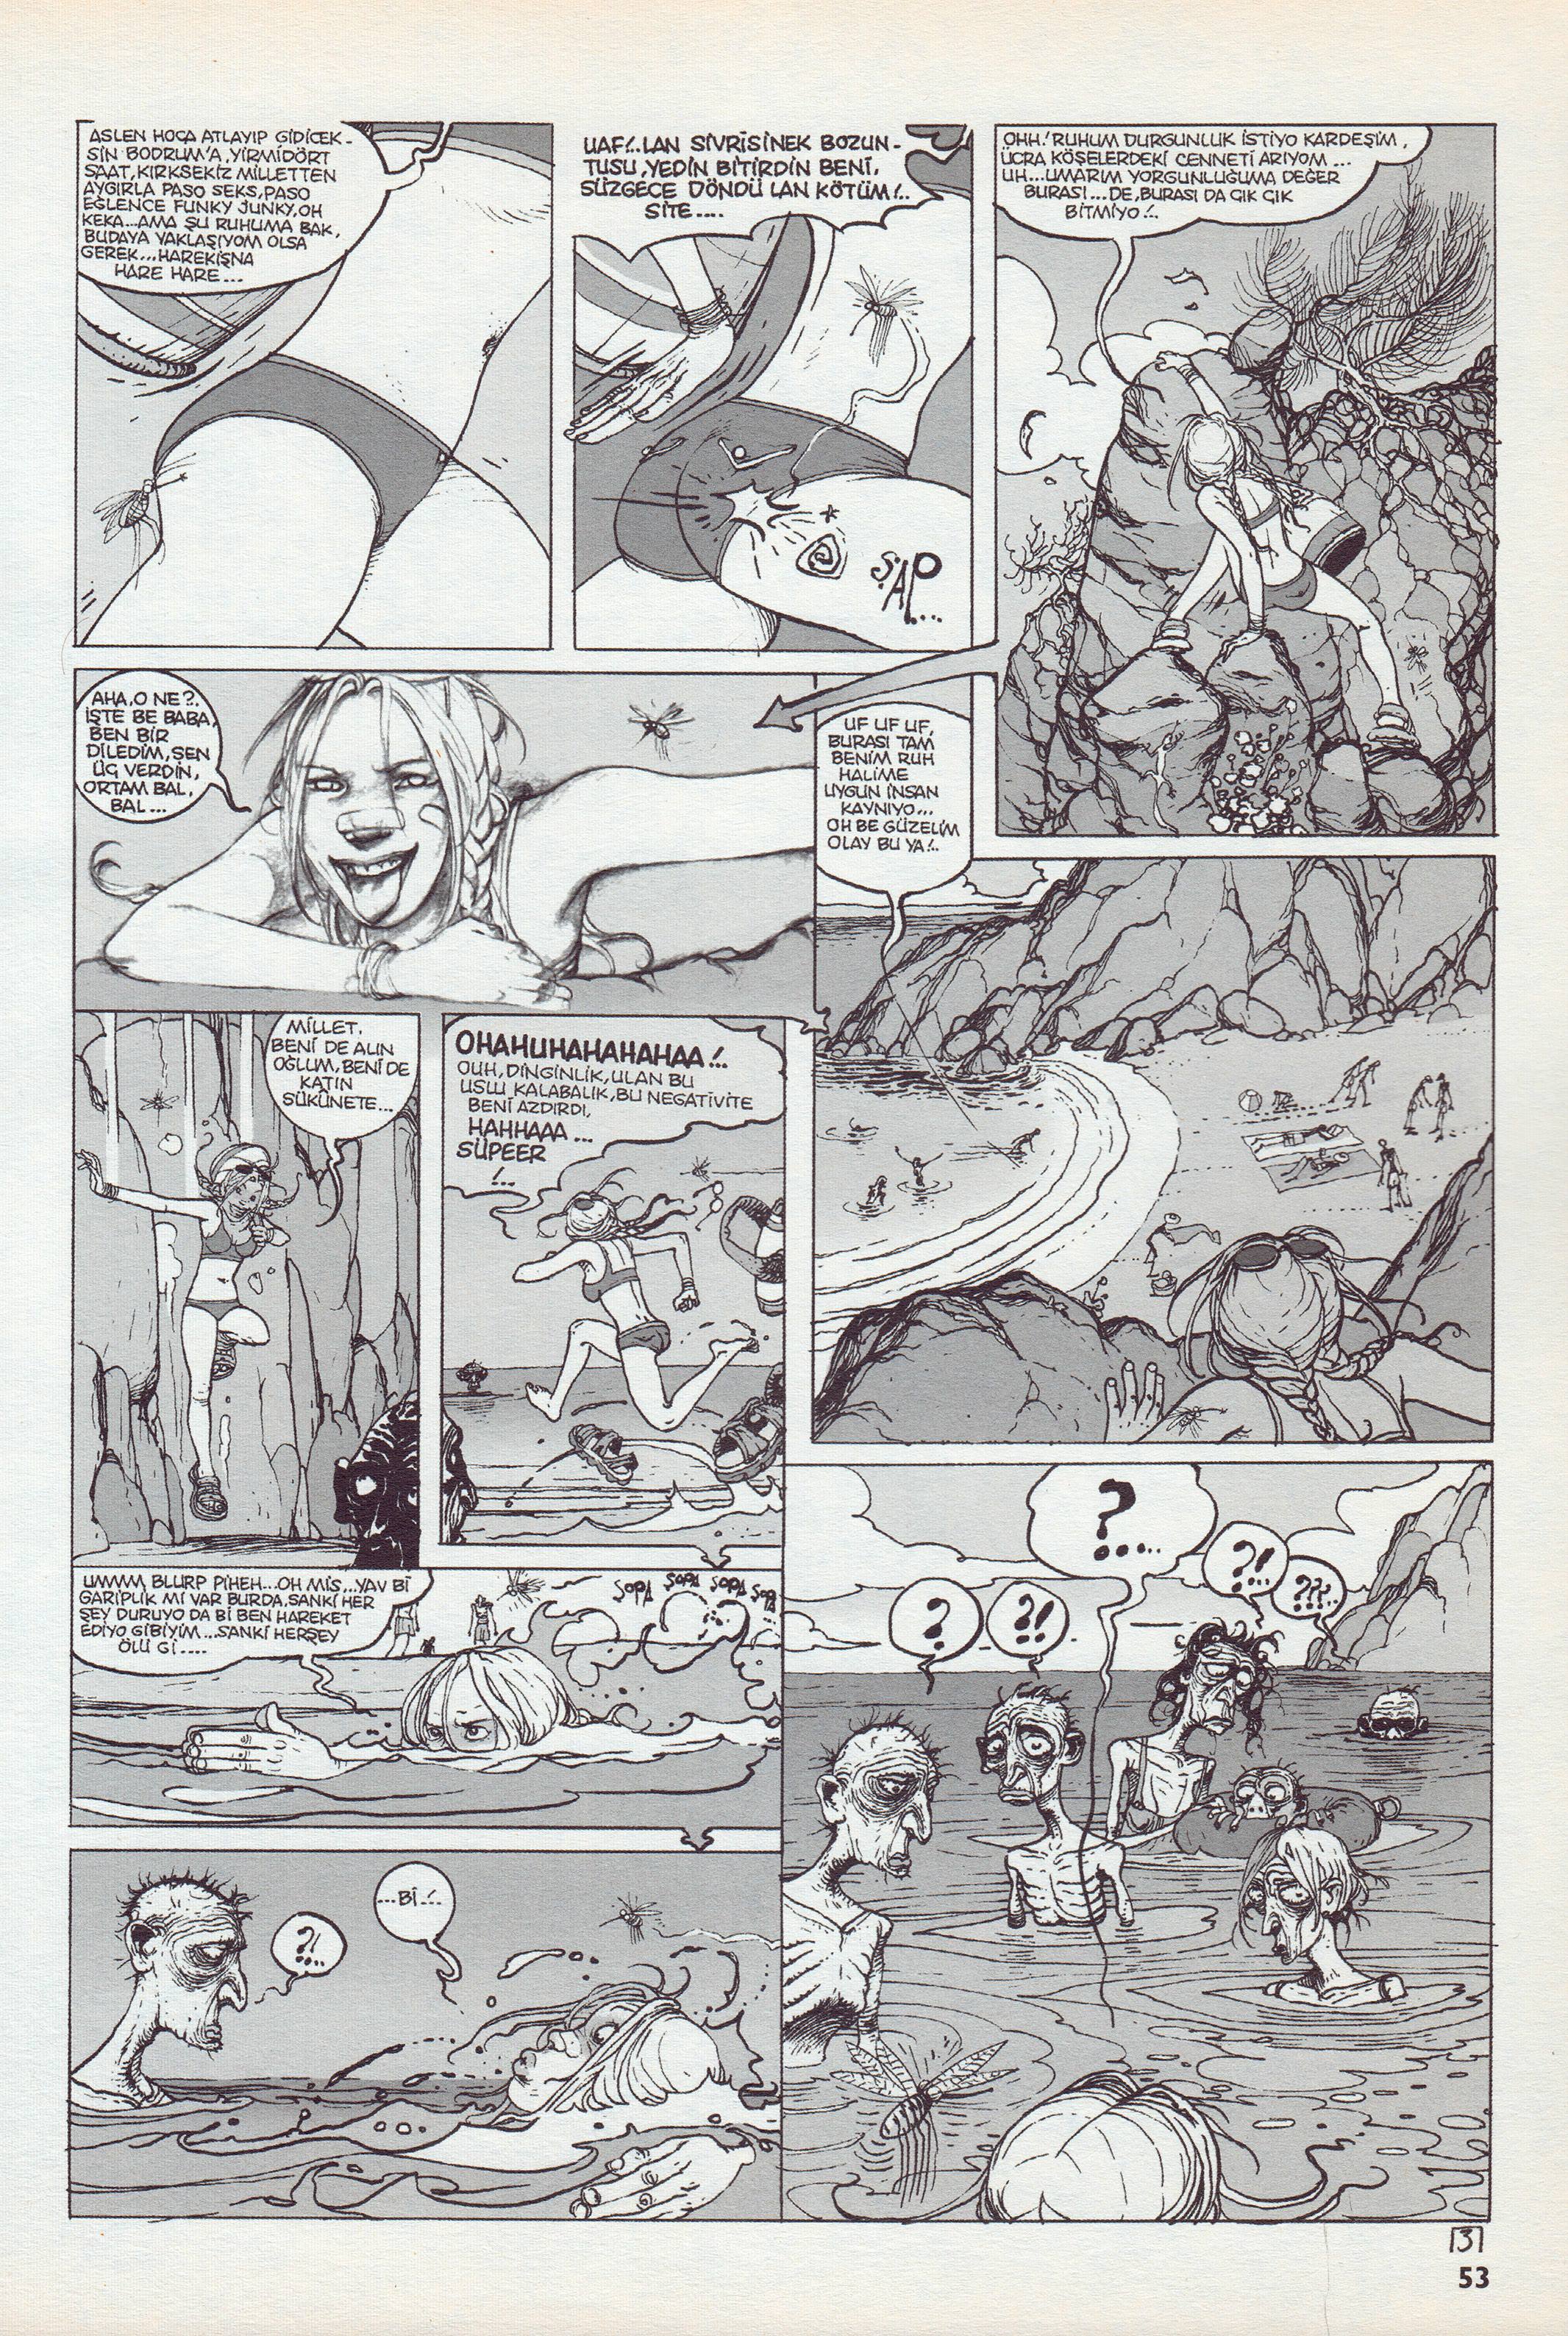 ASLEN HOCA ATLAYIP GİDİCEK-
SİN BODRUM'A, YİRMİDÖRT
SAAT, KIRKSEKİZ MİLLETTEN
AYGIRLA PASO SEKS, PASO
EĞLENCE FUNKY JUNKY, OH
KEKA...AMA ŞU RUHUMA BAK,
BUDAYA YAKLAŞIYOM OLSA
GEREK...HAREKİŞNA
HARE HARE...
UAF!..LAN SİVRİSİNEK BOZUN-
TUSU, YEDİN BİTİRDİN BENİ,
SÜZGECE DÖNDÜ LAN KÖTÜM!..
SİTE....
ŞAP...
OHH! RUHUM DURGUNLUK İSTİYO KARDEŞİM,
ÜCRA KÖŞELERDEKİ CENNETİ ARIYOM...
UH...UMARIM YORGUNLUĞUMA DEĞER
BURASI...DE, BURASI DA ÇIK ÇIK
BİTMİYO!..
AHA, O NE?.
İŞTE BE BABA,
BEN BİR
DİLEDİM, SEN
ÜÇ VERDİN,
ORTAM BAL,
BAL...
UF UF UF,
BURASI TAM
BENİM RUH
HALİME
UYGUN İNSAN
KAYNIYO...
OH BE GÜZELİM
OLAY BU YA!..
MİLLET,
BENİ DE ALIN
OĞLUM, BENİ DE
KATIN
SÜKÜNETE...
OHAHUHAHAHAHAA!..
OUH, DİNGİNLİK, ULAN BU
USLU KALABALIK, BU NEGATİVİTE
BENİ AZDIRDI,
HAHHAAA...
SÜPEER
!...
UMMM, BLURP PİHEH...OH MİS...YAV Bİ
GARİPLİK Mİ VAR BURDA, SANKİ HER
ŞEY DURUYO DA Bİ BEN HAREKET
EDİYO GİBİYİM...SANKİ HERŞEY
ÖLÜ Gİ....
ŞOPA ŞOPA ŞOPA ŞOPA
?!...
...Bİ!..
?....
?
?!..
?!...
??!...
3
53